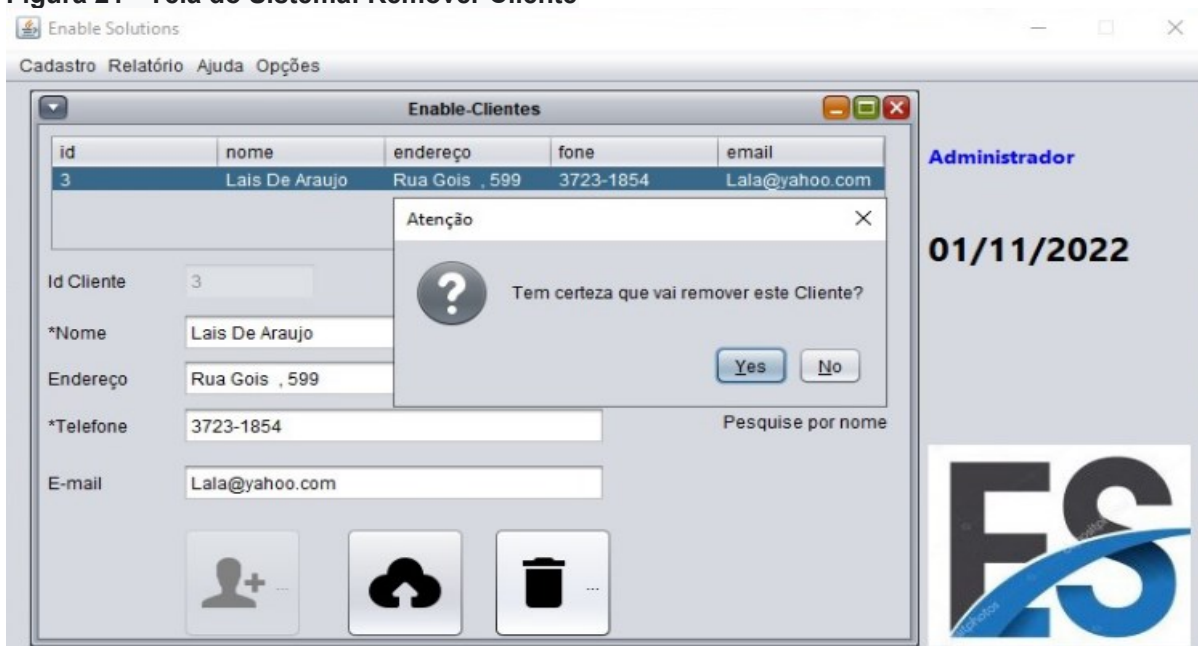 Figura 21 - Tela do Sistema: Remover Cliente
Enable Solutions
Cadastro Relatório Ajuda Opções
Enable-Clientes
id nome endereço fone email
3 Lais De Araujo Rua Gois , 599 3723-1854 Lala@yahoo.com
Administrador
01/11/2022
Atenção
Tem certeza que vai remover este Cliente?
Yes No
Id Cliente 3
*Nome Lais De Araujo
Endereço Rua Gois , 599
*Telefone 3723-1854
Pesquise por nome
E-mail Lala@yahoo.com
... ...
ES
depositphotos